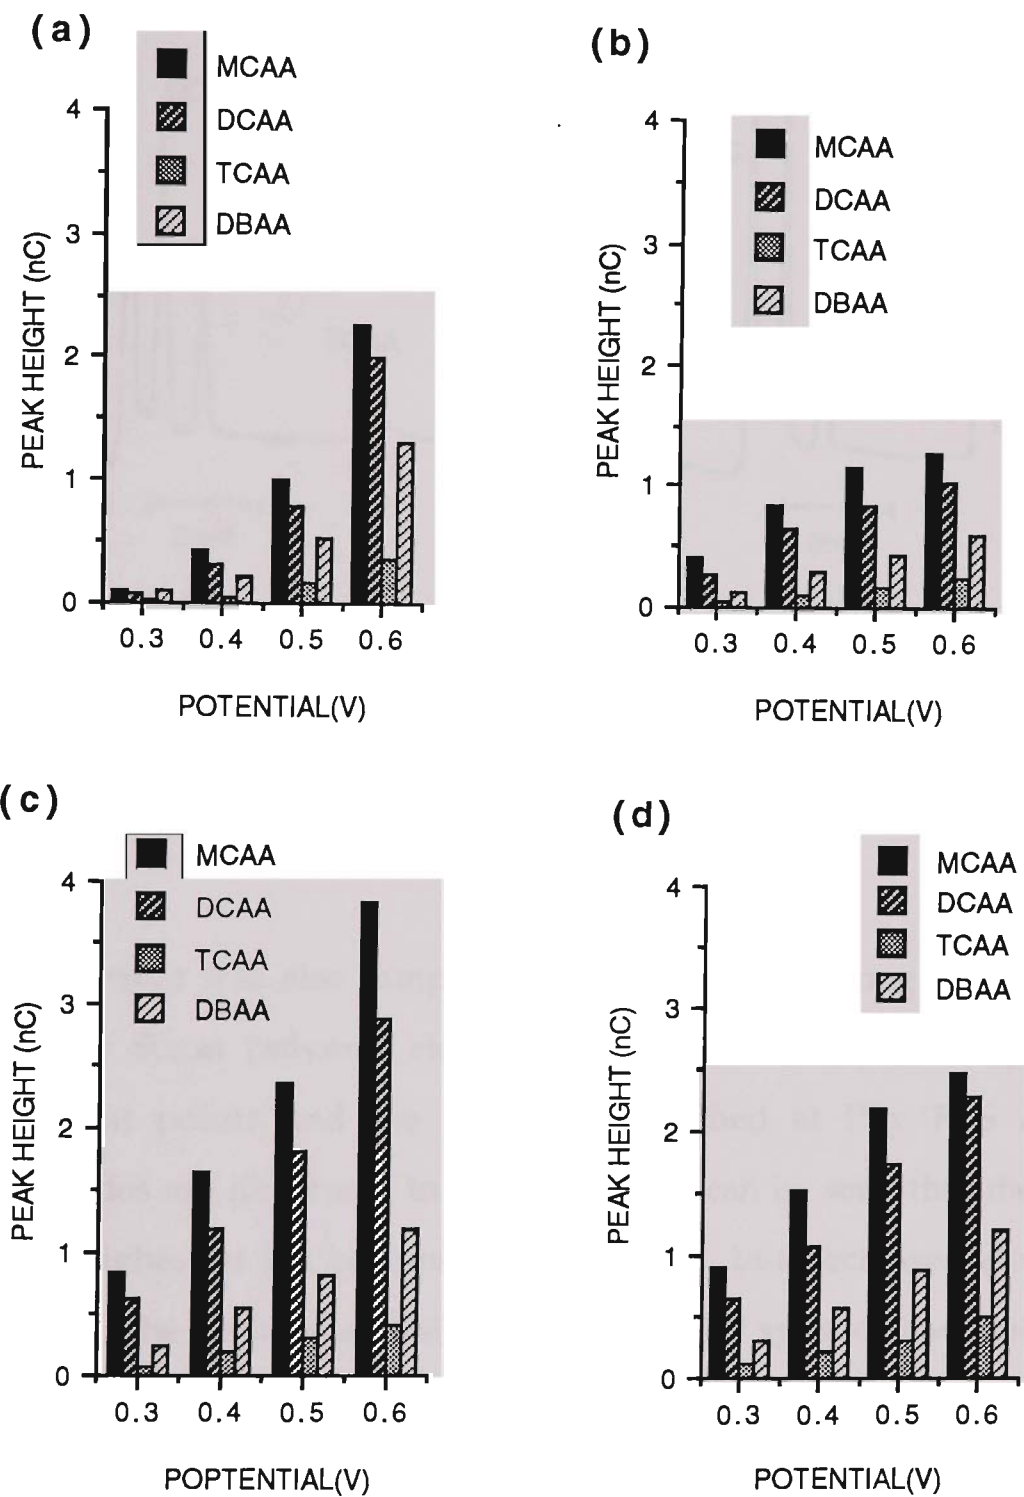 (a)
MCAA
DCAA
TCAA
DBAA
PEAK HEIGHT (nC)
4
3
2
1
0
0.3 0.4 0.5 0.6
POTENTIAL(V)
(b)
MCAA
DCAA
TCAA
DBAA
PEAK HEIGHT (nC)
4
3
2
1
0
0.3 0.4 0.5 0.6
POTENTIAL(V)
(c)
MCAA
DCAA
TCAA
DBAA
PEAK HEIGHT (nC)
4
3
2
1
0
0.3 0.4 0.5 0.6
POPTENTIAL(V)
(d)
MCAA
DCAA
TCAA
DBAA
PEAK HEIGHT (nC)
4
3
2
1
0
0.3 0.4 0.5 0.6
POTENTIAL(V)